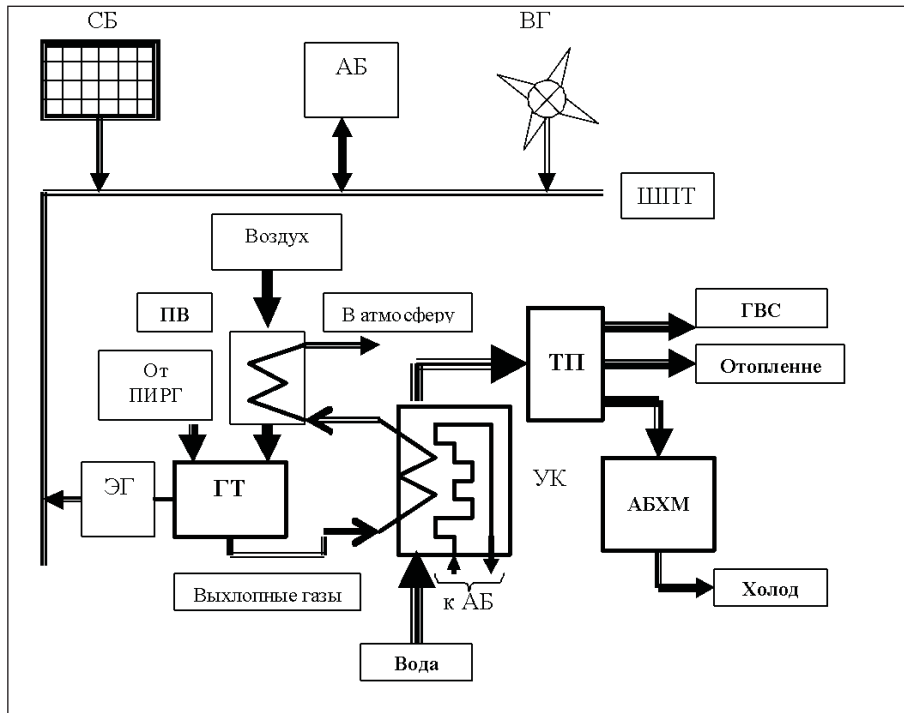 СБ
АБ
ВГ
ШПТ
Воздух
ПВ
В атмосферу
ГВС
От
ПИРГ
ТП
Отопление
ЭГ
ГТ
УК
АБХМ
Выхлопные газы
к АБ
Холод
Вода